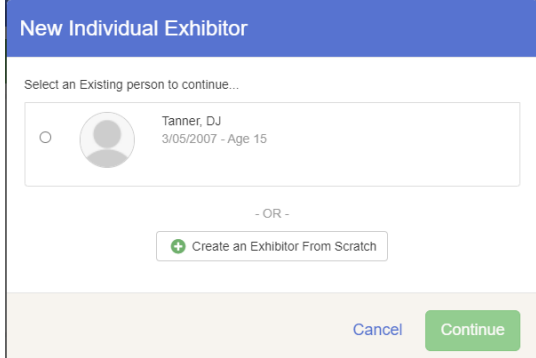 New Individual Exhibitor
Select an Existing person to continue...
Tanner, DJ
3/05/2007 - Age 15
- OR -
Create an Exhibitor From Scratch
Cancel
Continue